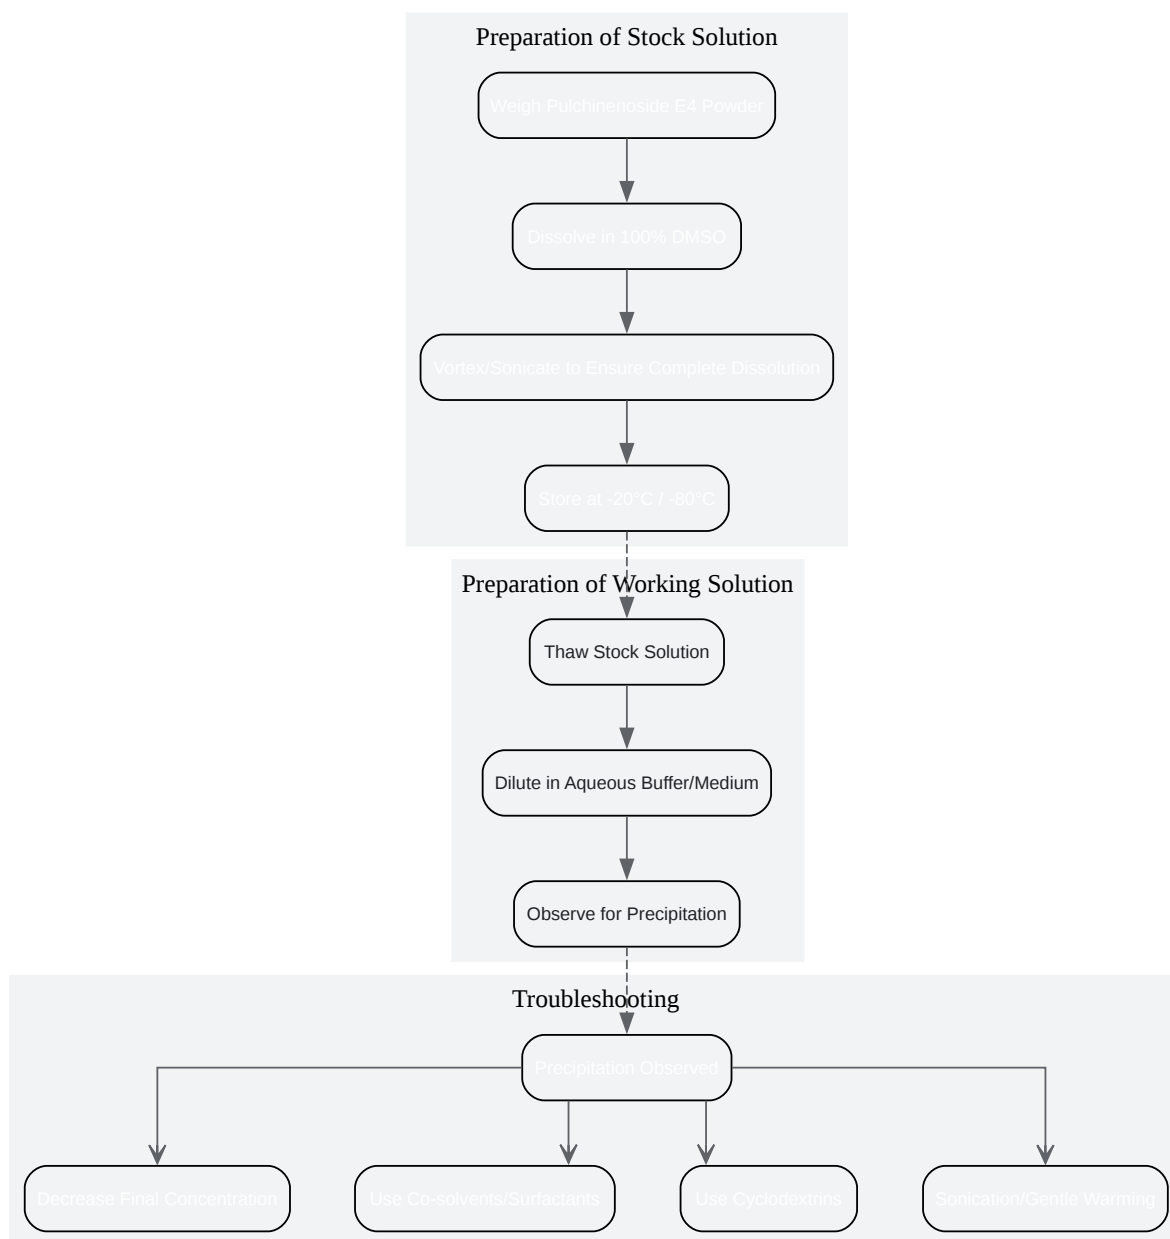 Preparation of Stock Solution
Weigh Pulchinenoside E4 Powder
Dissolve in 100% DMSO
Vortex/Sonicate to Ensure Complete Dissolution
Store at -20°C / -80°C
Preparation of Working Solution
Thaw Stock Solution
Dilute in Aqueous Buffer/Medium
Observe for Precipitation
Troubleshooting
Precipitation Observed
Decrease Final Concentration
Use Co-solvents/Surfactants
Use Cyclodextrins
Sonication/Gentle Warming